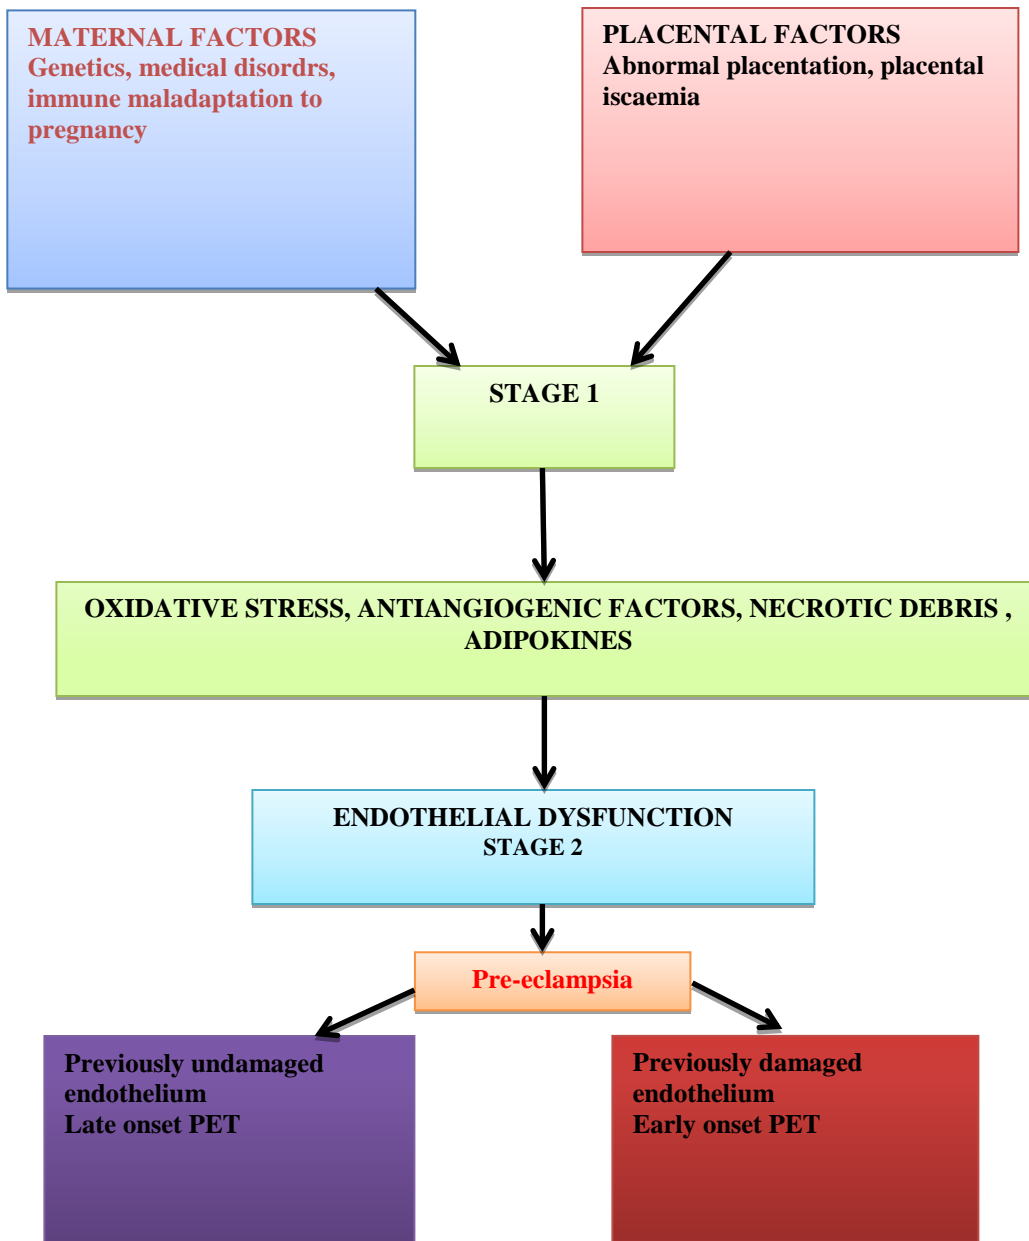 MATERNAL FACTORS
Genetics, medical disordrs,
immune maladaptation to
pregnancy
PLACENTAL FACTORS
Abnormal placentation, placental
iscaemia
STAGE 1
OXIDATIVE STRESS, ANTIANGIOGENIC FACTORS, NECROTIC DEBRIS ,
ADIPOKINES
ENDOTHELIAL DYSFUNCTION
STAGE 2
Pre-eclampsia
Previously undamaged
endothelium
Late onset PET
Previously damaged
endothelium
Early onset PET